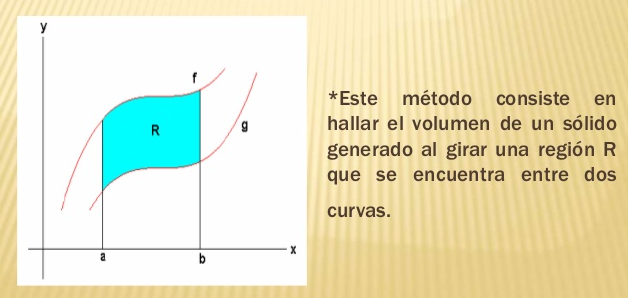 y
f
R
g
a
b
x
*Este método consiste en
hallar el volumen de un sólido
generado al girar una región R
que se encuentra entre dos
curvas.